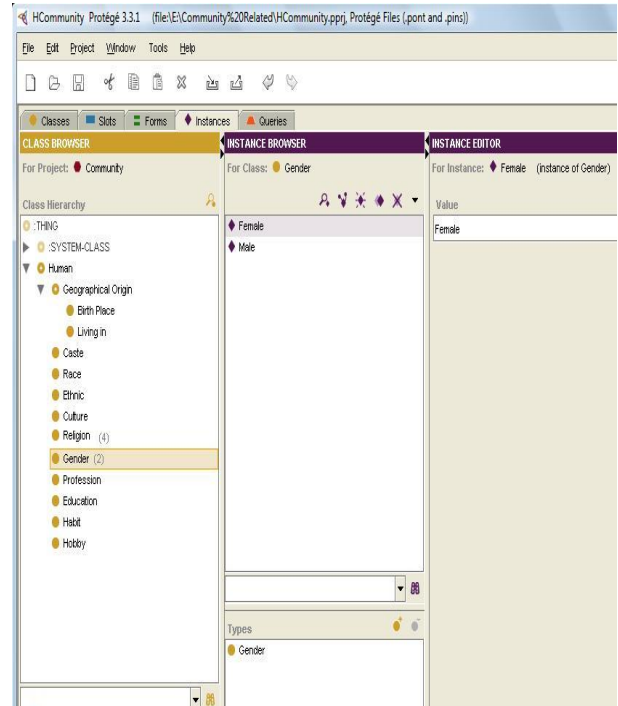 HCommunity Protégé 3.3.1 (file:\E:\Community%20Related\HCommunity.pprj, Protégé Files (.pont and .pins))
File Edit Project Window Tools Help
Classes Slots Forms Instances Queries
CLASS BROWSER
For Project: Community
Class Hierarchy
:THING
:SYSTEM-CLASS
Human
Geographical Origin
Birth Place
Living in
Caste
Race
Ethnic
Culture
Religion (4)
Gender (2)
Profession
Education
Habit
Hobby
INSTANCE BROWSER
For Class: Gender
Female
Male
Types
Gender
INSTANCE EDITOR
For Instance: Female (instance of Gender)
Value
Female